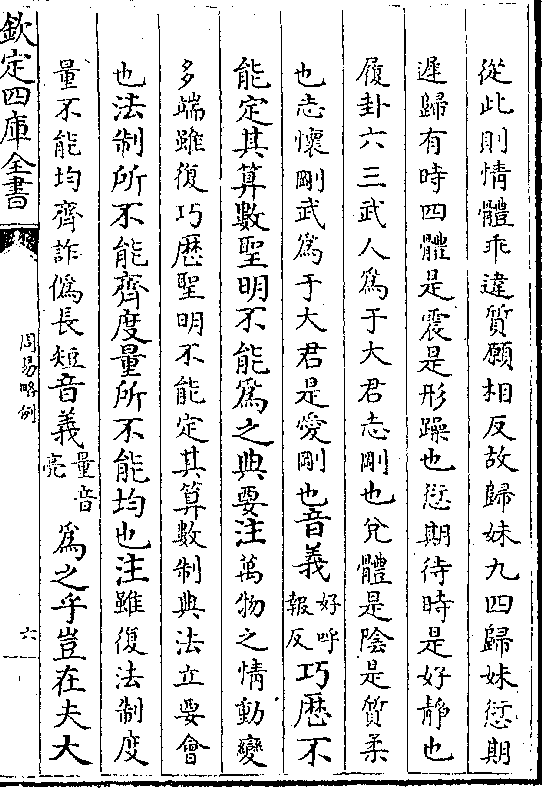 從此則情體乖違質願相反故歸妹九四歸妹愆期
遲歸有時四體是震是形躁也愆期待時是好靜也
履卦六三武人為于大君志剛也兌體是陰是質柔
也志懷剛武為于大君是愛剛也音義好呼報反巧厯不
能定其算數聖明不能為之典要注萬物之情動變
多端雖復巧厯聖明不能定其算數制典法立要會
也法制所不能齊度量所不能均也注雖復法制度
量不能均齊詐偽長短音義量音亮為之乎豈在夫大
欽定四庫全書
周易略例
六